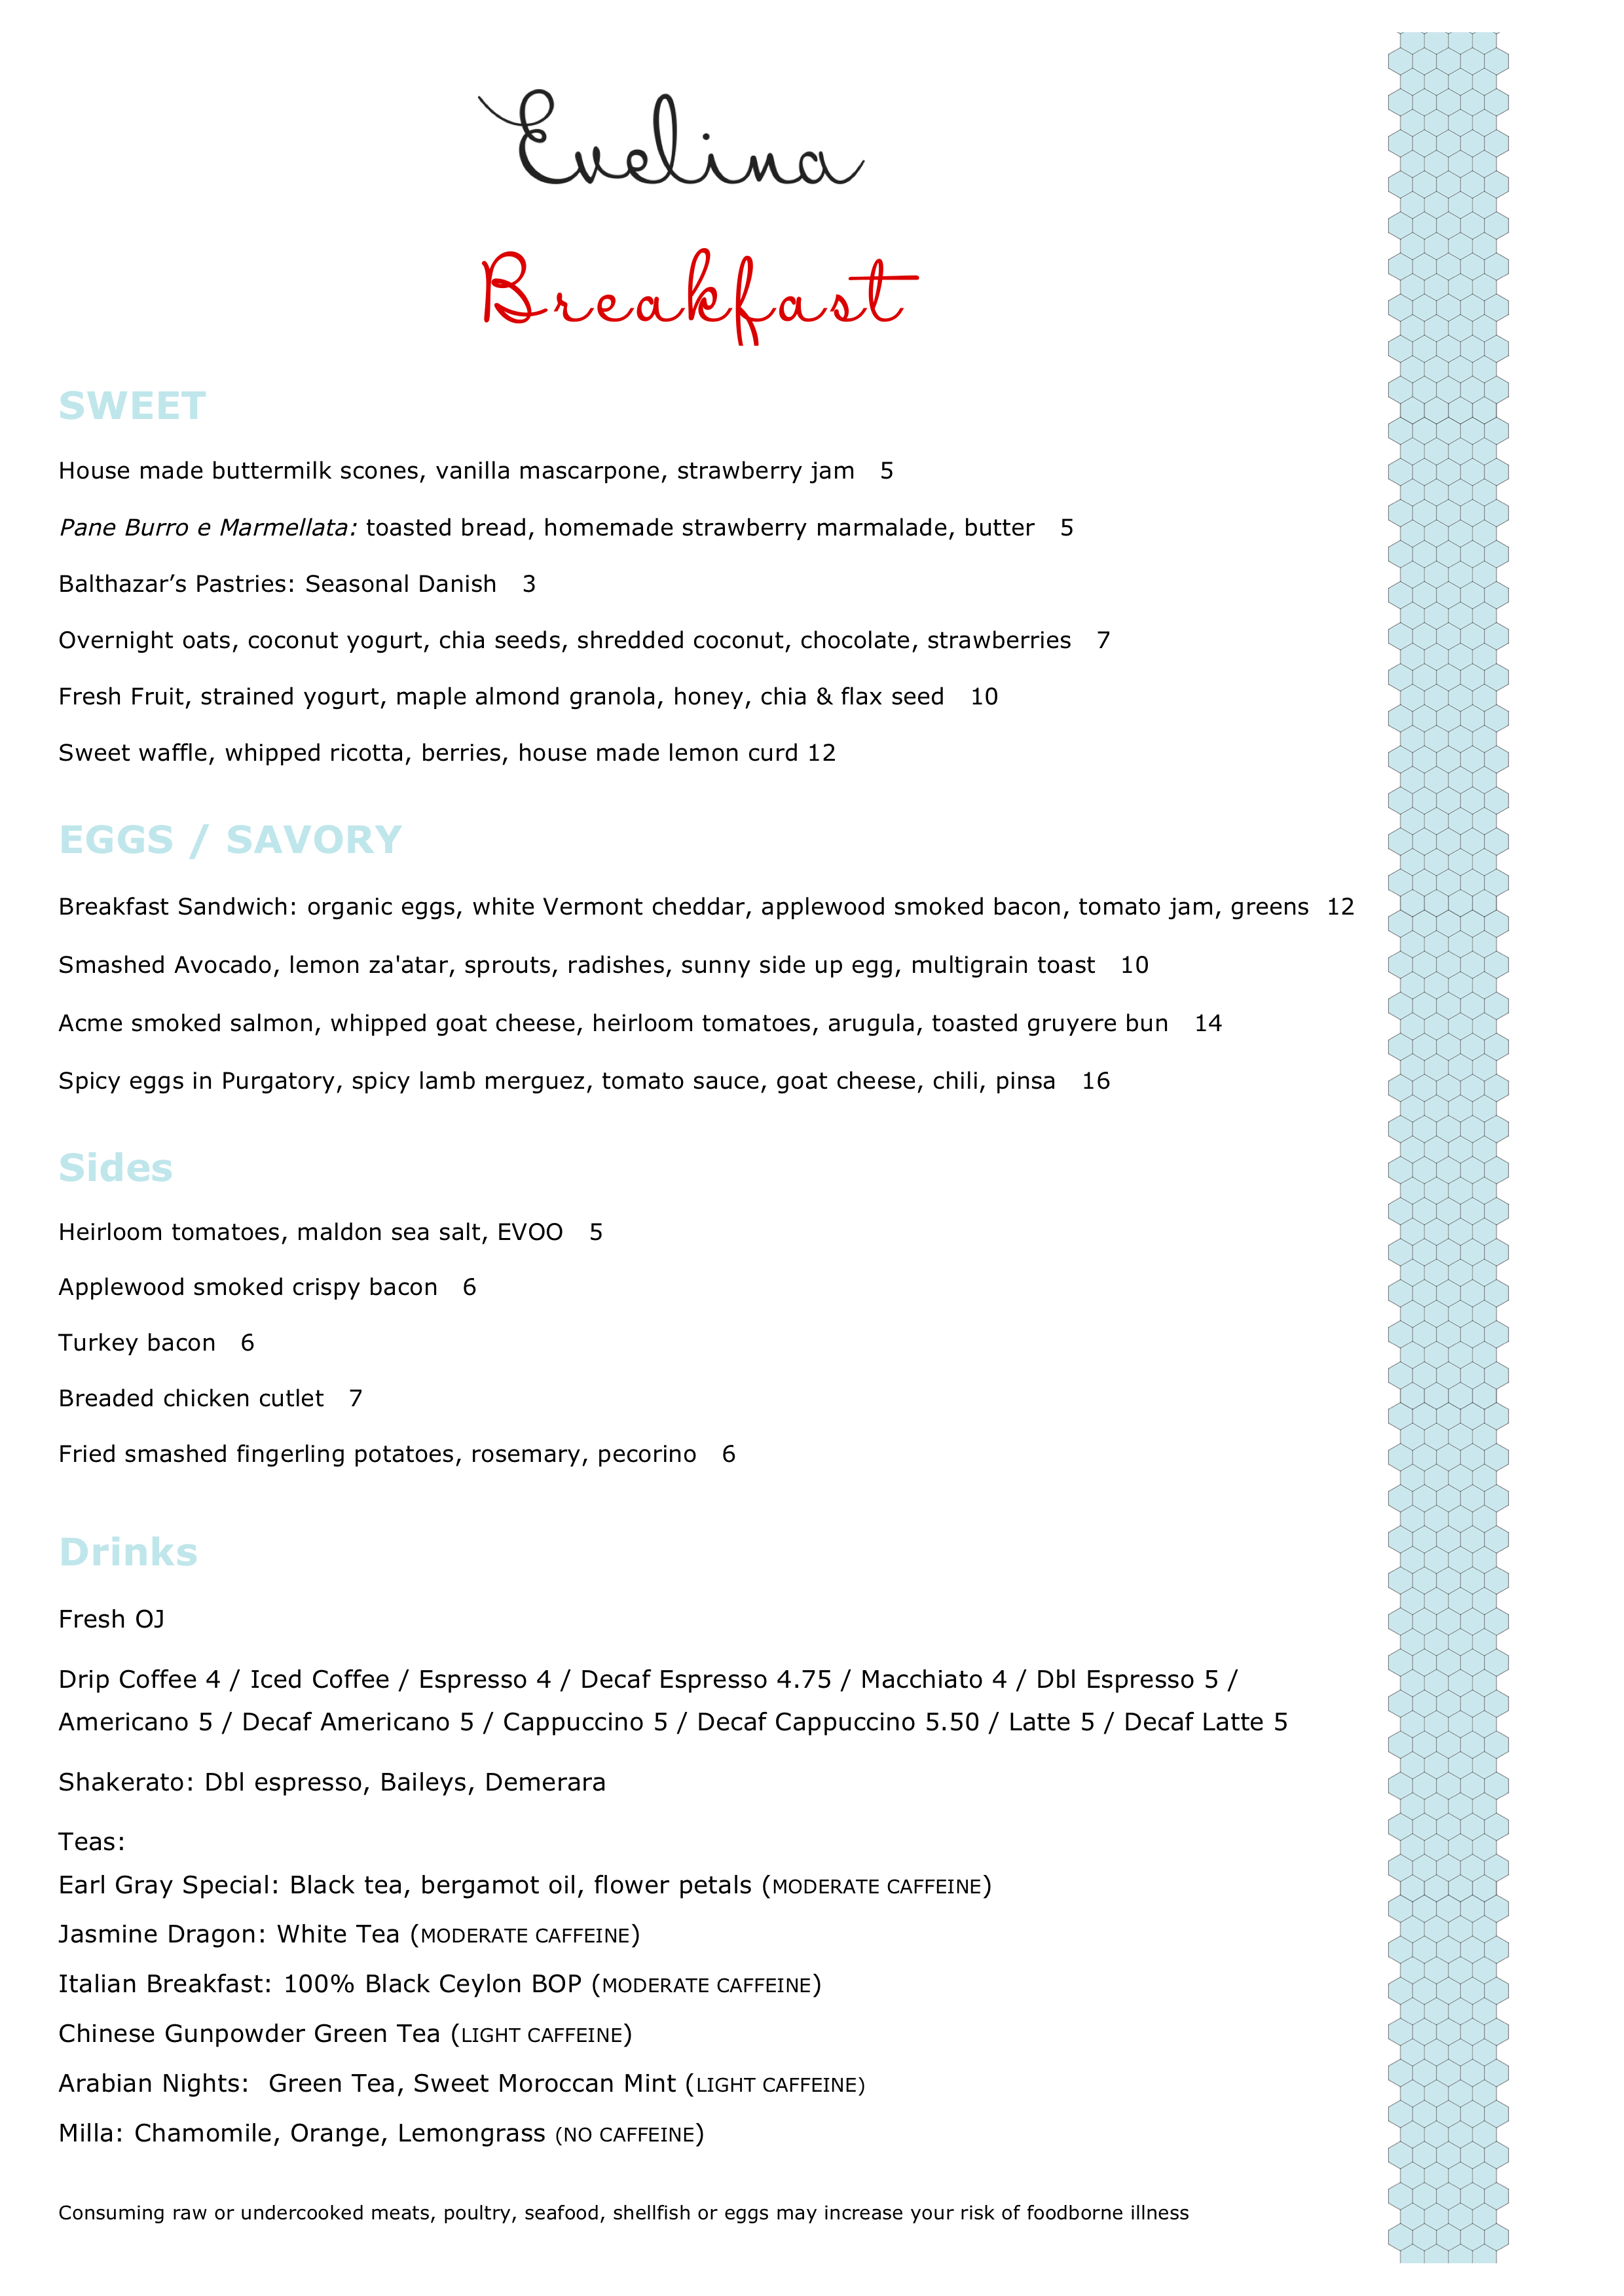 Evelina
Breakfast
SWEET
House made buttermilk scones, vanilla mascarpone, strawberry jam 5
Pane Burro e Marmellata: toasted bread, homemade strawberry marmalade, butter 5
Balthazar’s Pastries: Seasonal Danish 3
Overnight oats, coconut yogurt, chia seeds, shredded coconut, chocolate, strawberries 7
Fresh Fruit, strained yogurt, maple almond granola, honey, chia & flax seed 10
Sweet waffle, whipped ricotta, berries, house made lemon curd 12
EGGS / SAVORY
Breakfast Sandwich: organic eggs, white Vermont cheddar, applewood smoked bacon, tomato jam, greens 12
Smashed Avocado, lemon za'atar, sprouts, radishes, sunny side up egg, multigrain toast 10
Acme smoked salmon, whipped goat cheese, heirloom tomatoes, arugula, toasted gruyere bun 14
Spicy eggs in Purgatory, spicy lamb merguez, tomato sauce, goat cheese, chili, pinsa 16
Sides
Heirloom tomatoes, maldon sea salt, EVOO 5
Applewood smoked crispy bacon 6
Turkey bacon 6
Breaded chicken cutlet 7
Fried smashed fingerling potatoes, rosemary, pecorino 6
Drinks
Fresh OJ
Drip Coffee 4 / Iced Coffee / Espresso 4 / Decaf Espresso 4.75 / Macchiato 4 / Dbl Espresso 5 /
Americano 5 / Decaf Americano 5 / Cappuccino 5 / Decaf Cappuccino 5.50 / Latte 5 / Decaf Latte 5
Shakerato: Dbl espresso, Baileys, Demerara
Teas:
Earl Gray Special: Black tea, bergamot oil, flower petals (MODERATE CAFFEINE)
Jasmine Dragon: White Tea (MODERATE CAFFEINE)
Italian Breakfast: 100% Black Ceylon BOP (MODERATE CAFFEINE)
Chinese Gunpowder Green Tea (LIGHT CAFFEINE)
Arabian Nights: Green Tea, Sweet Moroccan Mint (LIGHT CAFFEINE)
Milla: Chamomile, Orange, Lemongrass (NO CAFFEINE)
Consuming raw or undercooked meats, poultry, seafood, shellfish or eggs may increase your risk of foodborne illness